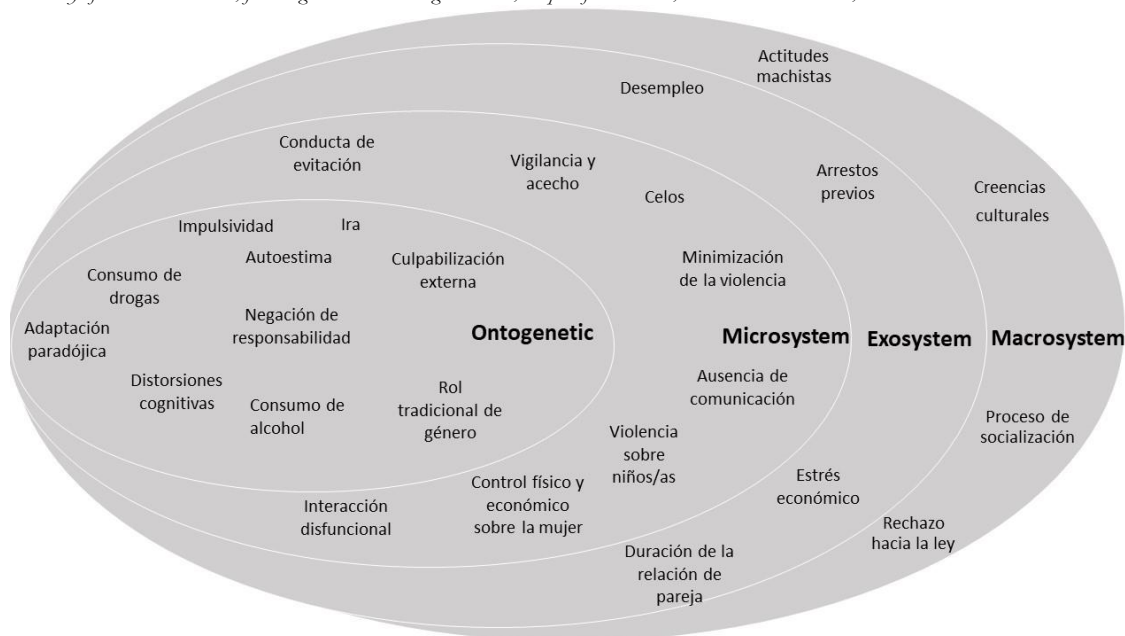 Actitudes
machistas
Desempleo
Conducta de
evitación
Vigilancia y
acecho
Celos
Arrestos
previos
Creencias
culturales
Impulsividad
Ira
Autoestima
Culpabilización
externa
Consumo de
drogas
Minimización
de la violencia
Negación de
responsabilidad
Adaptación
paradójica
Ontogenetic
Microsystem
Exosystem
Macrosystem
Distorsiones
cognitivas
Consumo de
alcohol
Rol
tradicional de
género
Ausencia de
comunicación
Violencia
sobre
niños/as
Proceso de
socialización
Interacción
disfuncional
Control físico y
económico
sobre la mujer
Estrés
económico
Rechazo
hacia la ley
Duración de la
relación de
pareja